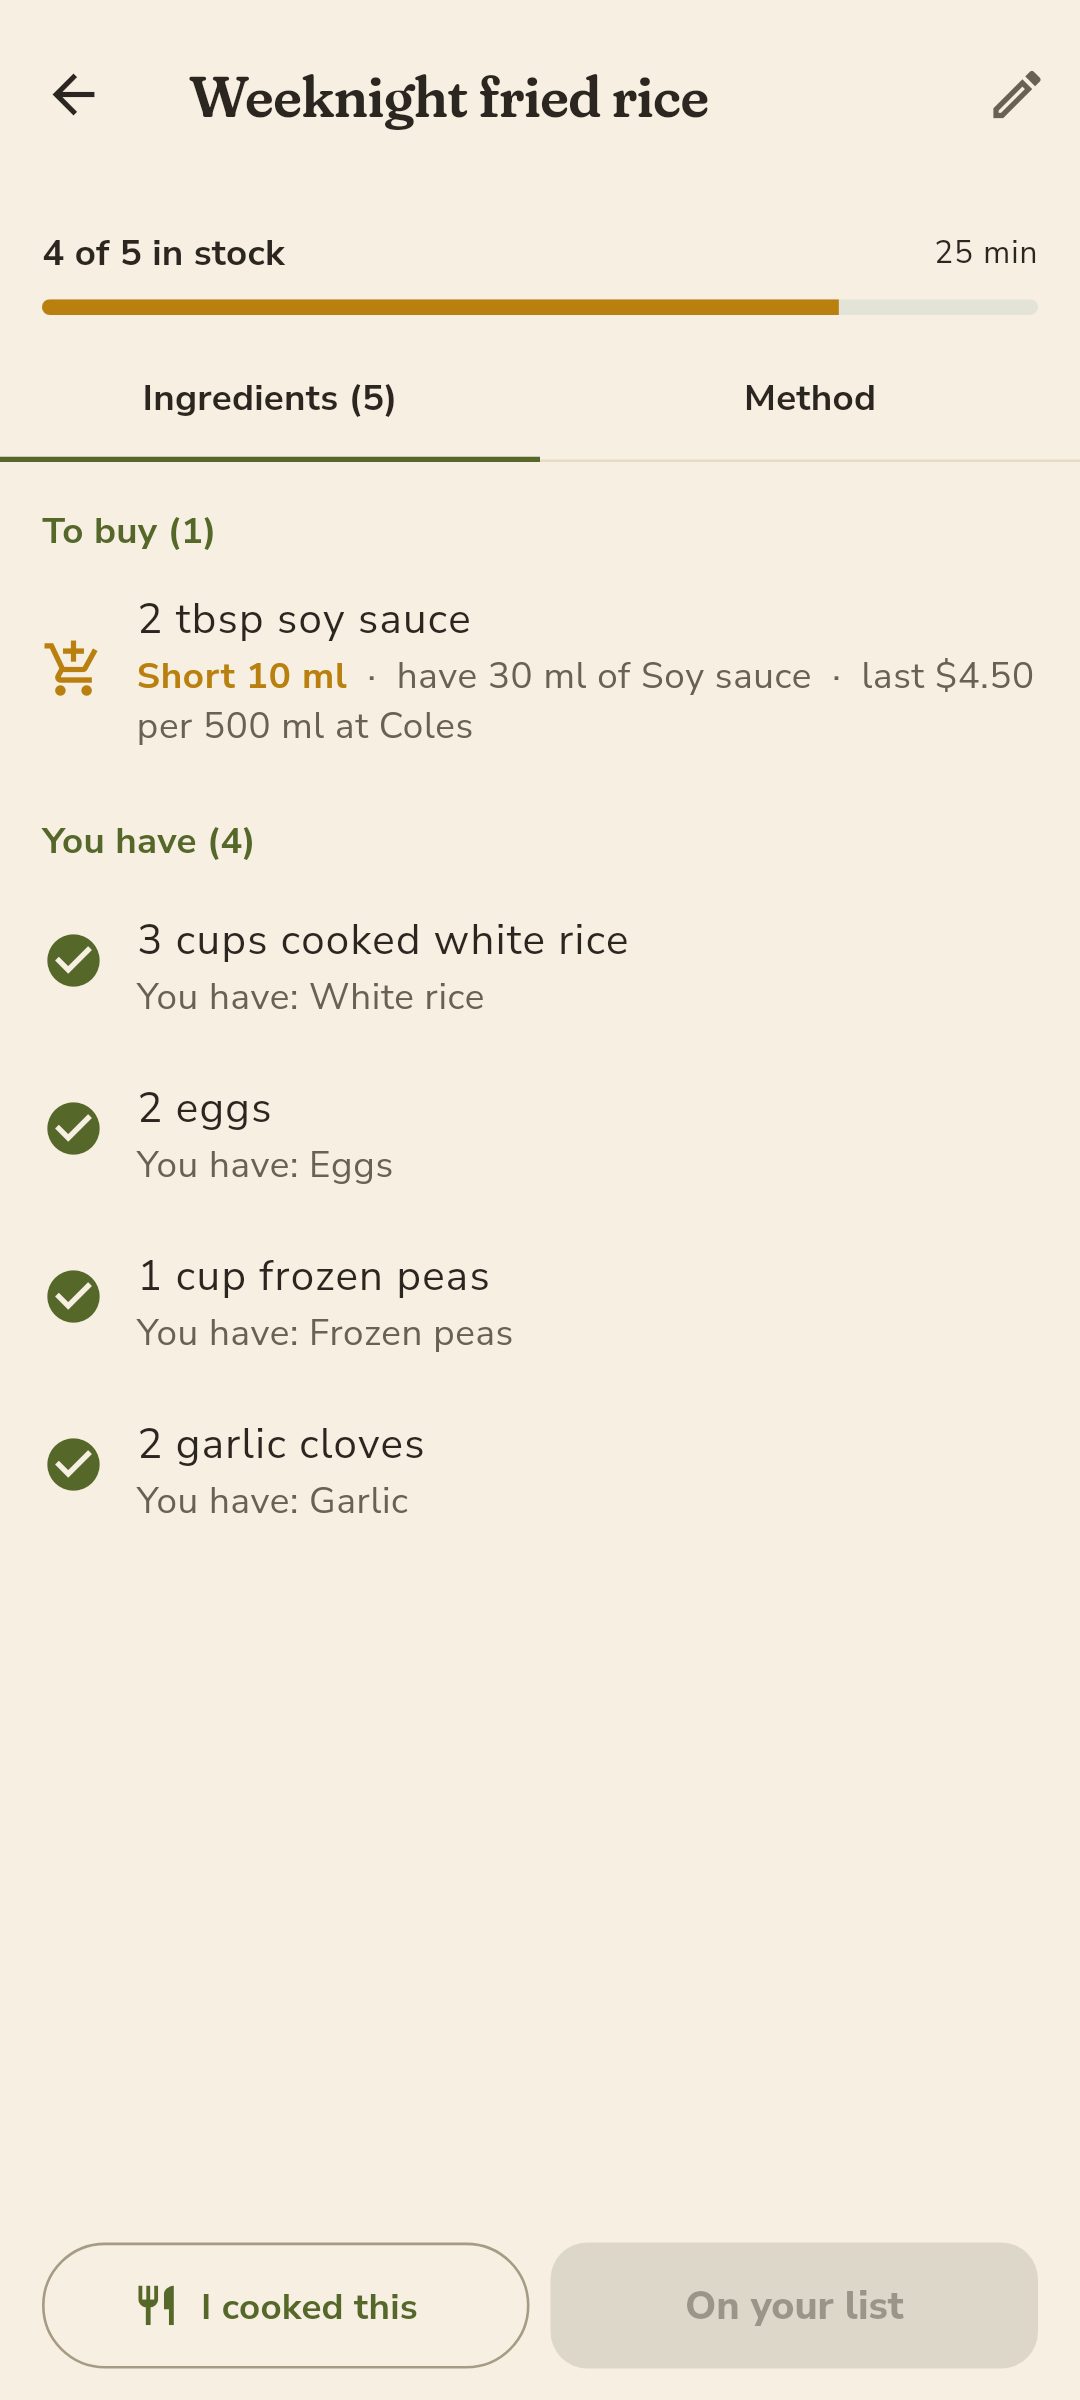 Weeknight fried rice
4 of 5 in stock
25 min
Ingredients (5)
Method
To buy (1)
2 tbsp soy sauce
Short 10 ml · have 30 ml of Soy sauce · last $4.50
per 500 ml at Coles
You have (4)
3 cups cooked white rice
You have: White rice
2 eggs
You have: Eggs
1 cup frozen peas
You have: Frozen peas
2 garlic cloves
You have: Garlic
I cooked this
On your list